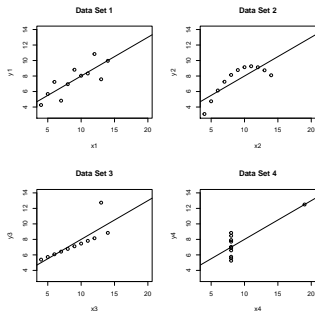 Data Set 1
y1
4 6 8 10 12 14
5 10 15 20
x1
Data Set 2
y2
4 6 8 10 12 14
5 10 15 20
x2
Data Set 3
y3
4 6 8 10 12 14
5 10 15 20
x3
Data Set 4
y4
4 6 8 10 12 14
5 10 15 20
x4